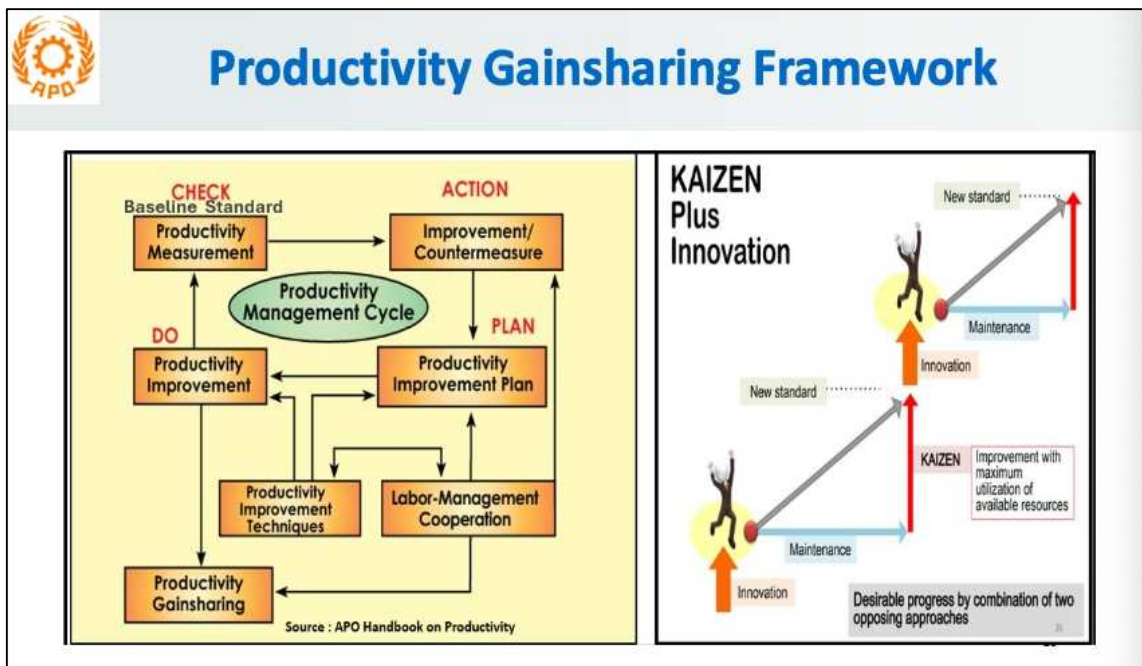 APO
Productivity Gainsharing Framework
CHECK
Baseline Standard
Productivity
Measurement
ACTION
Improvement/
Countermeasure
Productivity
Management Cycle
DO
Productivity
Improvement
PLAN
Productivity
Improvement Plan
Productivity
Improvement
Techniques
Labor-Management
Cooperation
Productivity
Gainsharing
Source : APO Handbook on Productivity
KAIZEN
Plus
Innovation
New standard
Maintenance
Innovation
New standard
KAIZEN
Improvement with
maximum
utilization of
available resources
Maintenance
Innovation
Desirable progress by combination of two
opposing approaches